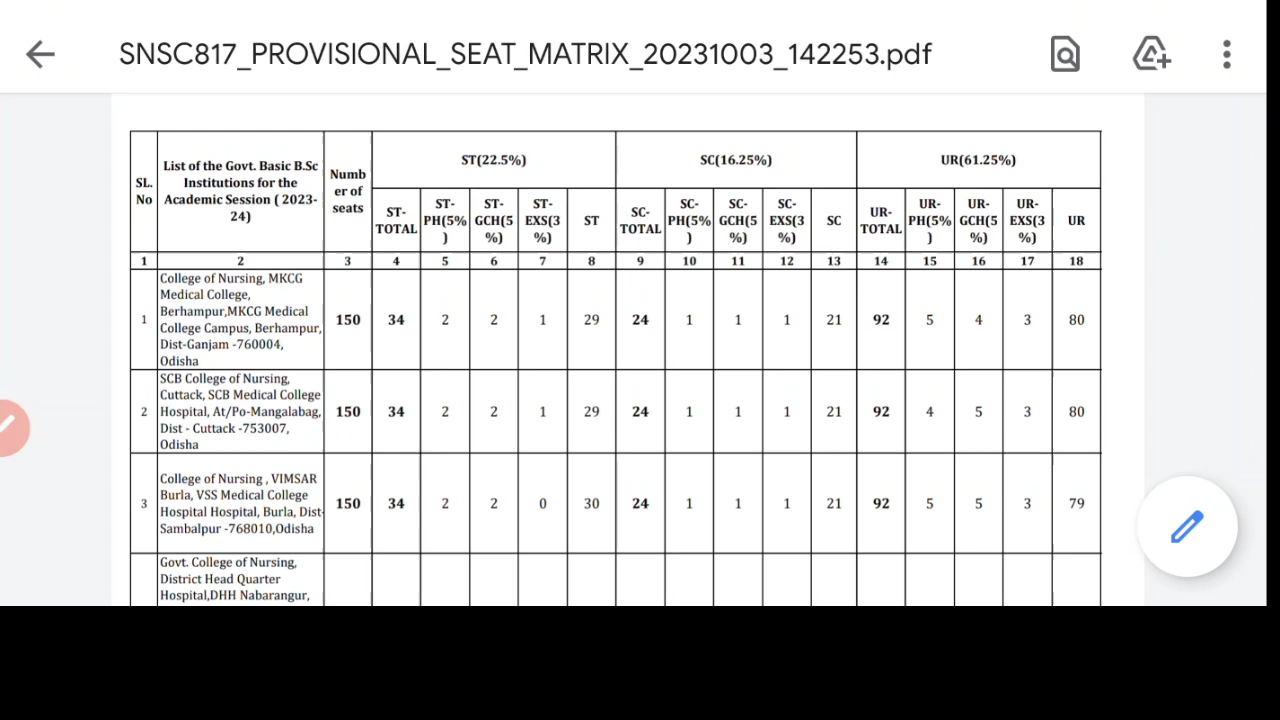 SNSC817_PROVISIONAL_SEAT_MATRIX_20231003_142253.pdf
SL. No | List of the Govt. Basic B.Sc Institutions for the Academic Session ( 2023-24) | Numb er of seats | ST(22.5%) | SC(16.25%) | UR(61.25%)
ST-TOTAL | ST-PH(5%) | ST-GCH(5%) | ST-EXS(3%) | ST | SC-TOTAL | SC-PH(5%) | SC-GCH(5%) | SC-EXS(3%) | SC | UR-TOTAL | UR-PH(5%) | UR-GCH(5%) | UR-EXS(3%) | UR
1 | 2 | 3 | 4 | 5 | 6 | 7 | 8 | 9 | 10 | 11 | 12 | 13 | 14 | 15 | 16 | 17 | 18
1 | College of Nursing, MKCG
Medical College,
Berhampur,MKCG Medical
College Campus, Berhampur,
Dist-Ganjam -760004,
Odisha | 150 | 34 | 2 | 2 | 1 | 29 | 24 | 1 | 1 | 1 | 21 | 92 | 5 | 4 | 3 | 80
2 | SCB College of Nursing,
Cuttack, SCB Medical College
Hospital, At/Po-Mangalabag,
Dist - Cuttack -753007,
Odisha | 150 | 34 | 2 | 2 | 1 | 29 | 24 | 1 | 1 | 1 | 21 | 92 | 4 | 5 | 3 | 80
3 | College of Nursing , VIMSAR
Burla, VSS Medical College
Hospital Hospital, Burla, Dist-
Sambalpur -768010,Odisha | 150 | 34 | 2 | 2 | 0 | 30 | 24 | 1 | 1 | 1 | 21 | 92 | 5 | 5 | 3 | 79
Govt. College of Nursing,
District Head Quarter
Hospital,DHH Nabarangur,